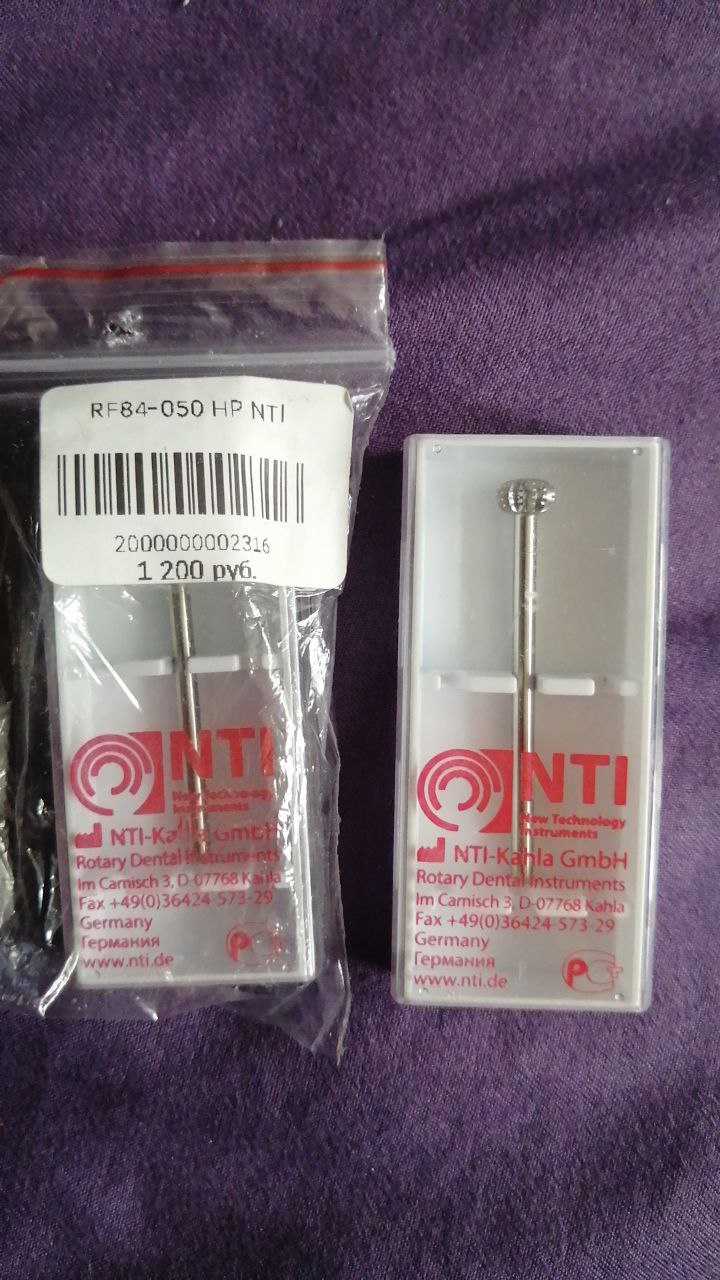 RF84-050 HP NTI
2000000002316
1 200 руб.
NTI
New Technology
Instruments
NTI-Kahla GmbH
Rotary Dental Instruments
Im Camisch 3, D-07768 Kahla
Fax +49(0)36424-573-29
Germany
Германия
www.nti.de
NTI
New Technology
Instruments
NTI-Kahla GmbH
Rotary Dental Instruments
Im Camisch 3, D-07768 Kahla
Fax +49(0)36424-573-29
Germany
Германия
www.nti.de